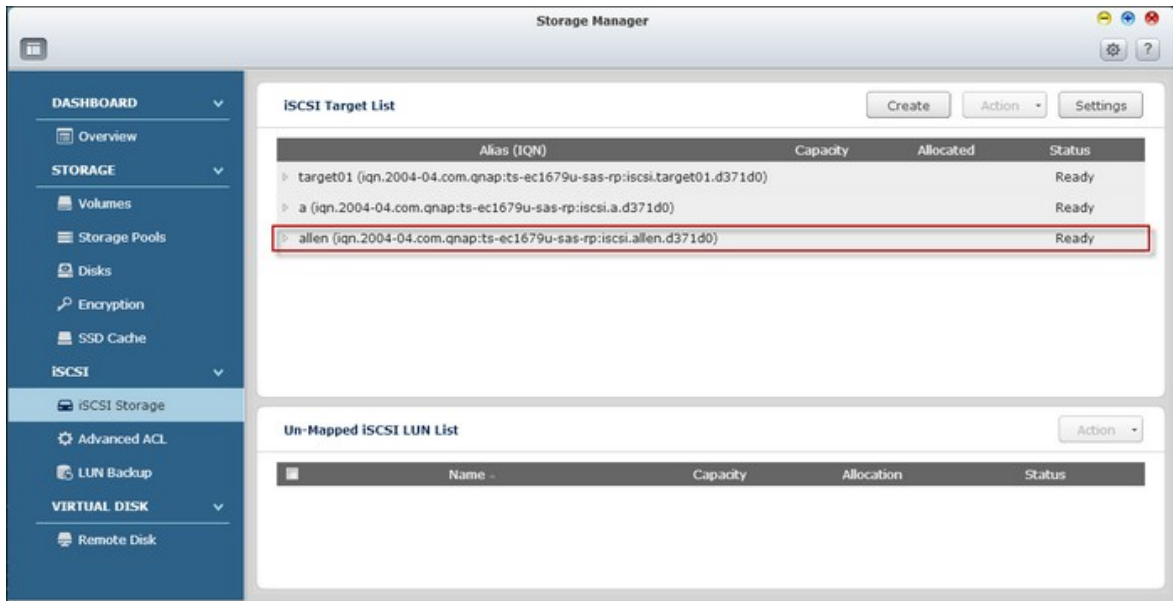 Storage Manager
?
DASHBOARD
Overview
STORAGE
Volumes
Storage Pools
Disks
Encryption
SSD Cache
iSCSI
iSCSI Storage
Advanced ACL
LUN Backup
VIRTUAL DISK
Remote Disk
iSCSI Target List Create Action Settings
Alias (IQN) Capacity Allocated Status
target01 (iqn.2004-04.com.qnap:ts-ec1679u-sas-rp:iscsi.target01.d371d0) Ready
a (iqn.2004-04.com.qnap:ts-ec1679u-sas-rp:iscsi.a.d371d0) Ready
allen (iqn.2004-04.com.qnap:ts-ec1679u-sas-rp:iscsi.allen.d371d0) Ready
Un-Mapped iSCSI LUN List Action
Name Capacity Allocation Status